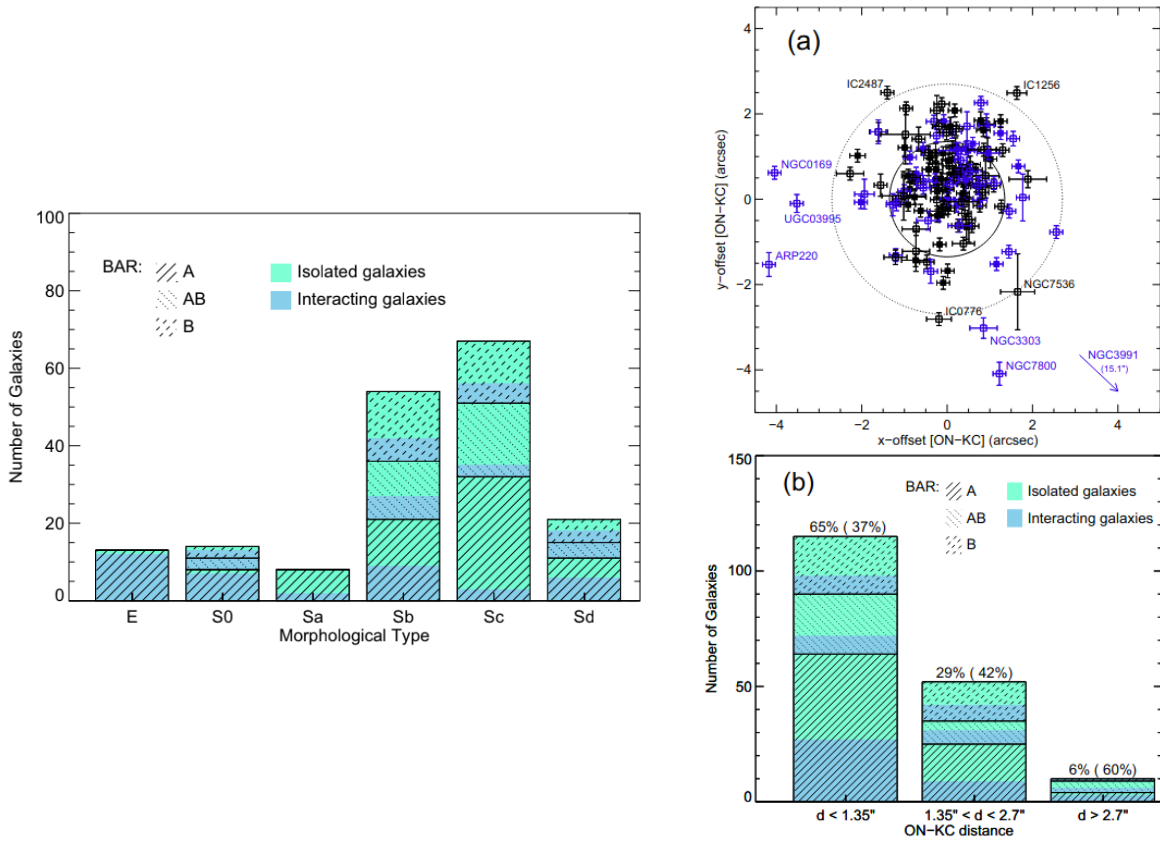 100
80
60
40
20
0
Number of Galaxies
BAR:
A
AB
B
Isolated galaxies
Interacting galaxies
E S0 Sa Sb Sc Sd
Morphological Type
(a)
4
2
0
−2
−4
y−offset [ON−KC] (arcsec)
IC2487
IC1256
NGC0169
UGC03995
ARP220
NGC7536
IC0776
NGC3303
NGC7800
NGC3991
(15.1")
−4 −2 0 2 4
x−offset [ON−KC] (arcsec)
(b)
150
100
50
0
Number of Galaxies
BAR:
A
AB
B
Isolated galaxies
Interacting galaxies
65% ( 37%)
29% ( 42%)
6% ( 60%)
d < 1.35" 1.35" < d < 2.7" d > 2.7"
ON−KC distance